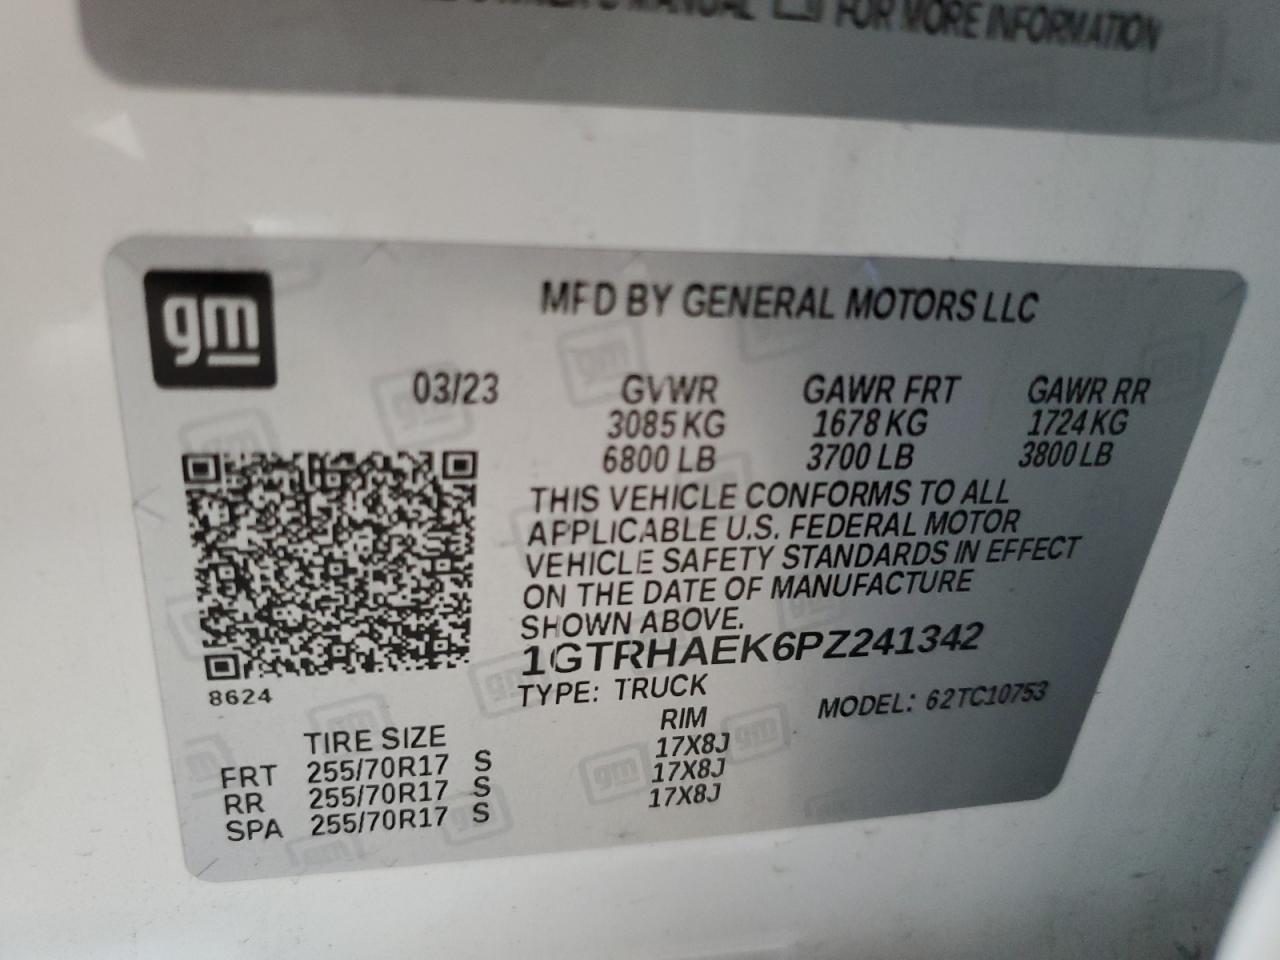 OWNER'S MANUAL FOR MORE INFORMATION
gm
MFD BY GENERAL MOTORS LLC
03/23 GVWR GAWR FRT GAWR RR
3085 KG 1678 KG 1724 KG
6800 LB 3700 LB 3800 LB
THIS VEHICLE CONFORMS TO ALL
APPLICABLE U.S. FEDERAL MOTOR
VEHICLE SAFETY STANDARDS IN EFFECT
ON THE DATE OF MANUFACTURE
SHOWN ABOVE.
1GTRHAEK6PZ241342
8624
TYPE: TRUCK MODEL: 62TC10753
TIRE SIZE RIM
FRT 255/70R17 S 17X8J
RR 255/70R17 S 17X8J
SPA 255/70R17 S 17X8J